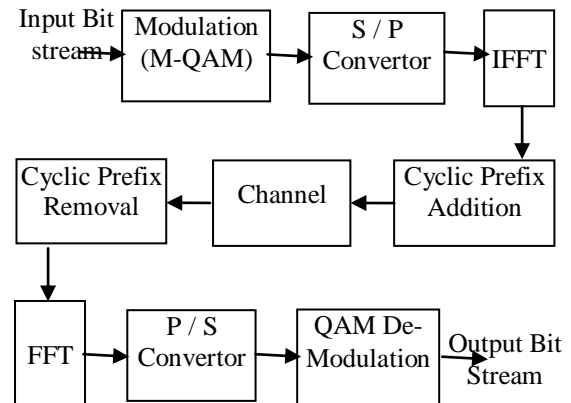 Input Bit
stream
Modulation
(M-QAM)
S / P
Convertor
IFFT
Cyclic Prefix
Removal
Channel
Cyclic Prefix
Addition
FFT
P / S
Convertor
QAM De-
Modulation
Output Bit
Stream